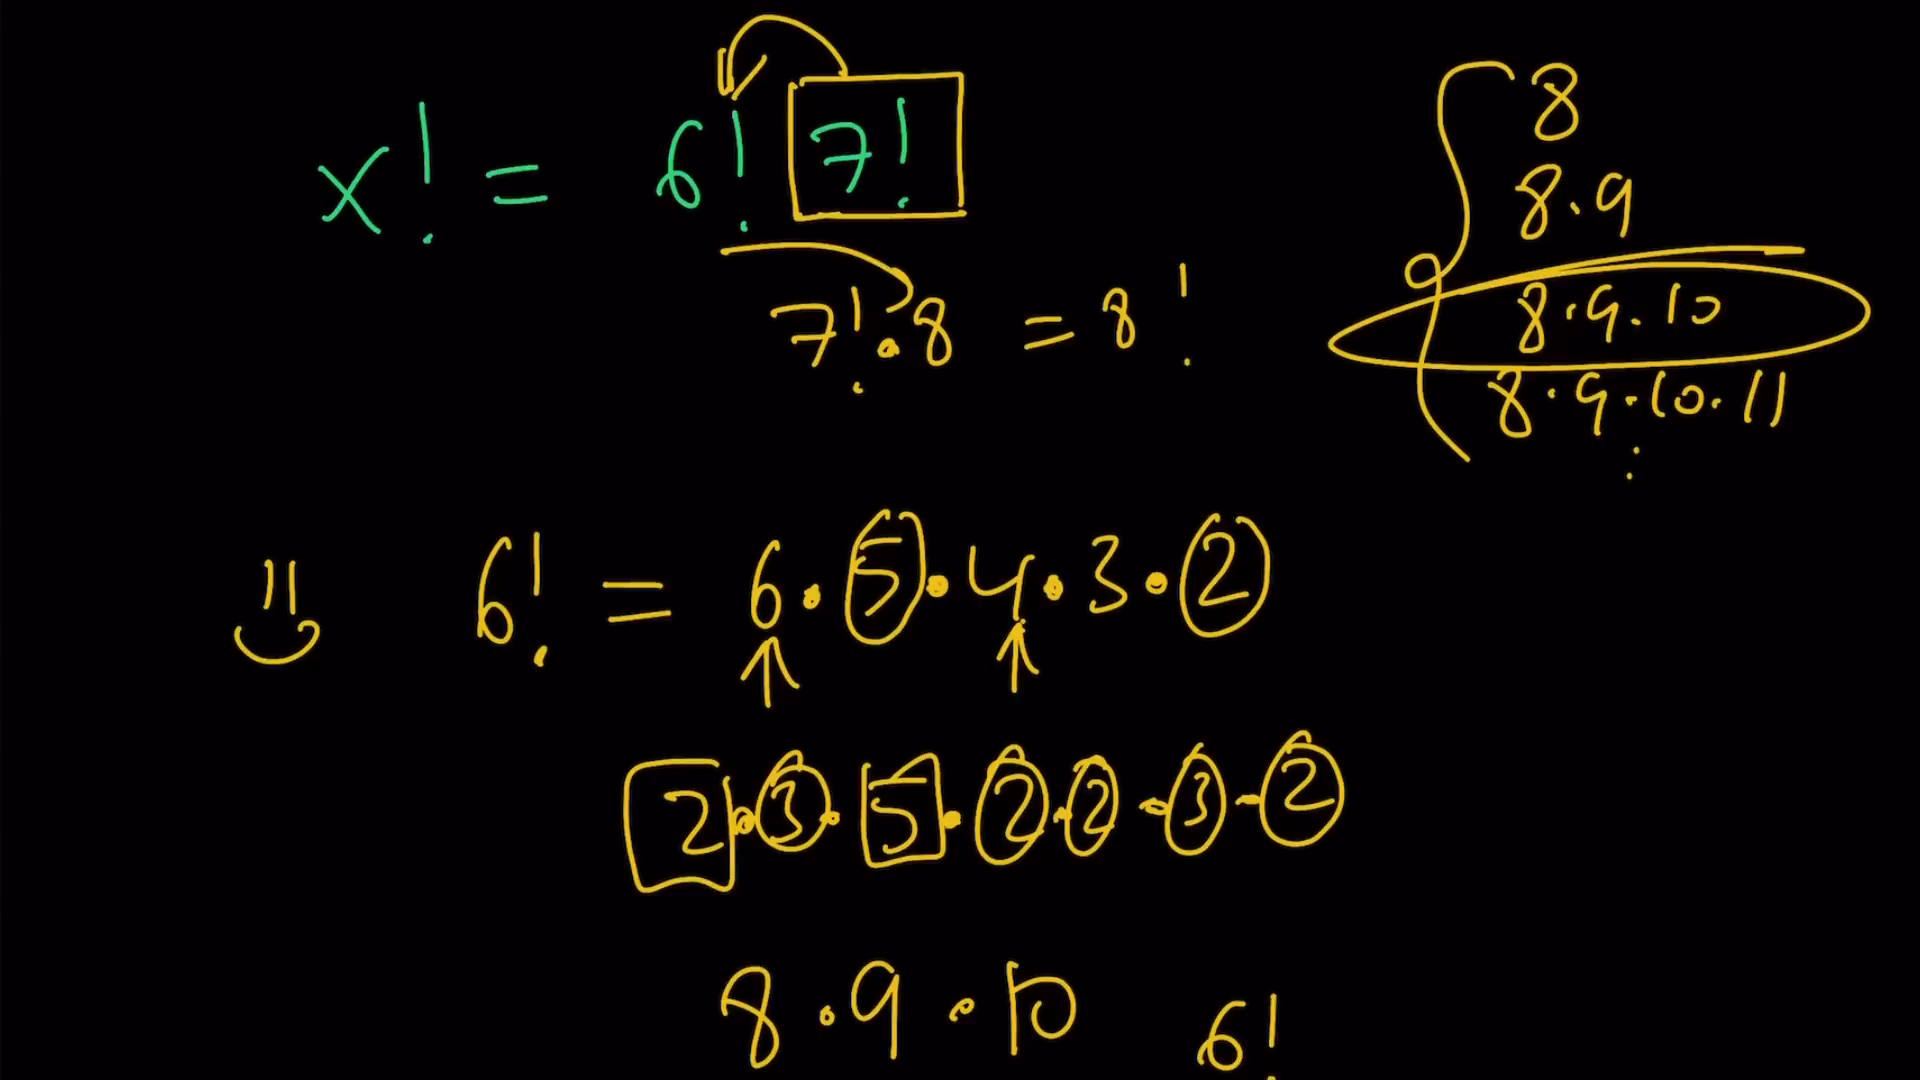 x! = 6! 7!
7! · 8 = 8!
8
8·9
8·9·10
8·9·10·11
⋮
6! = 6 · 5 · 4 · 3 · 2
2 · 3 · 5 · 2 · 2 · 3 · 2
8 · 9 · 10
6!